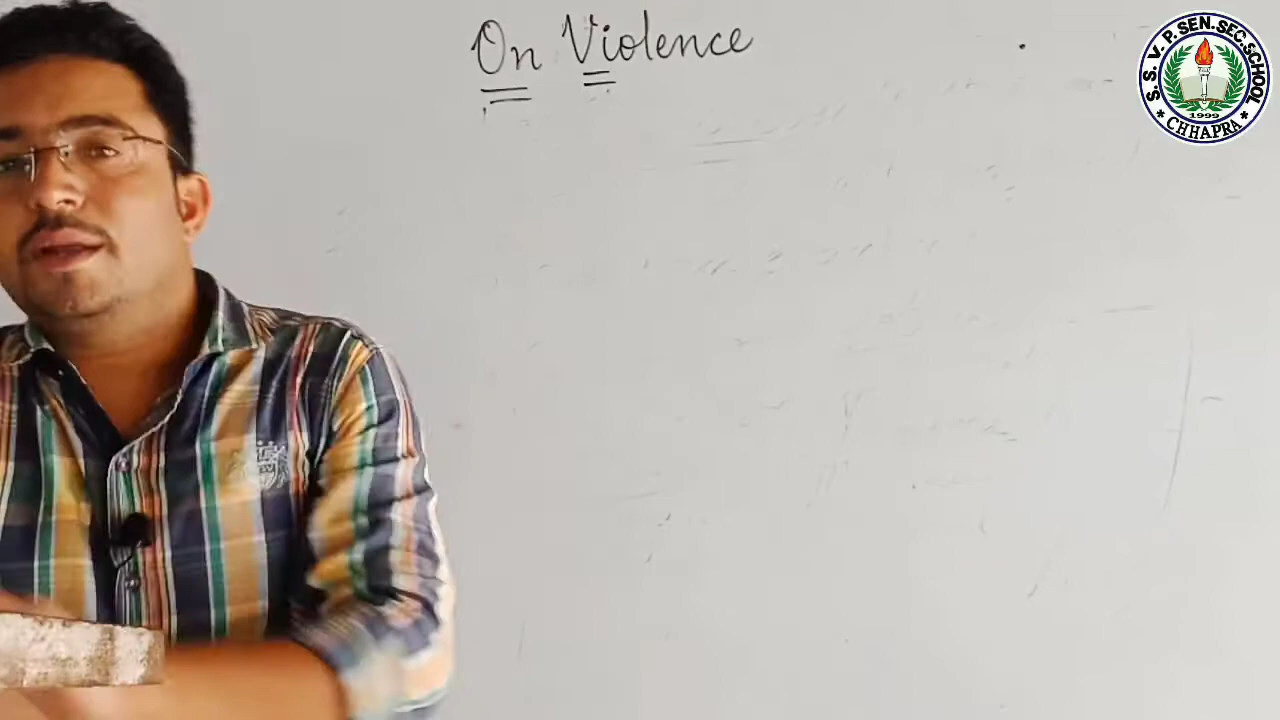 On Violence
S. S. V. P. SEN. SEC. SCHOOL
1999
* CHHAPRA *